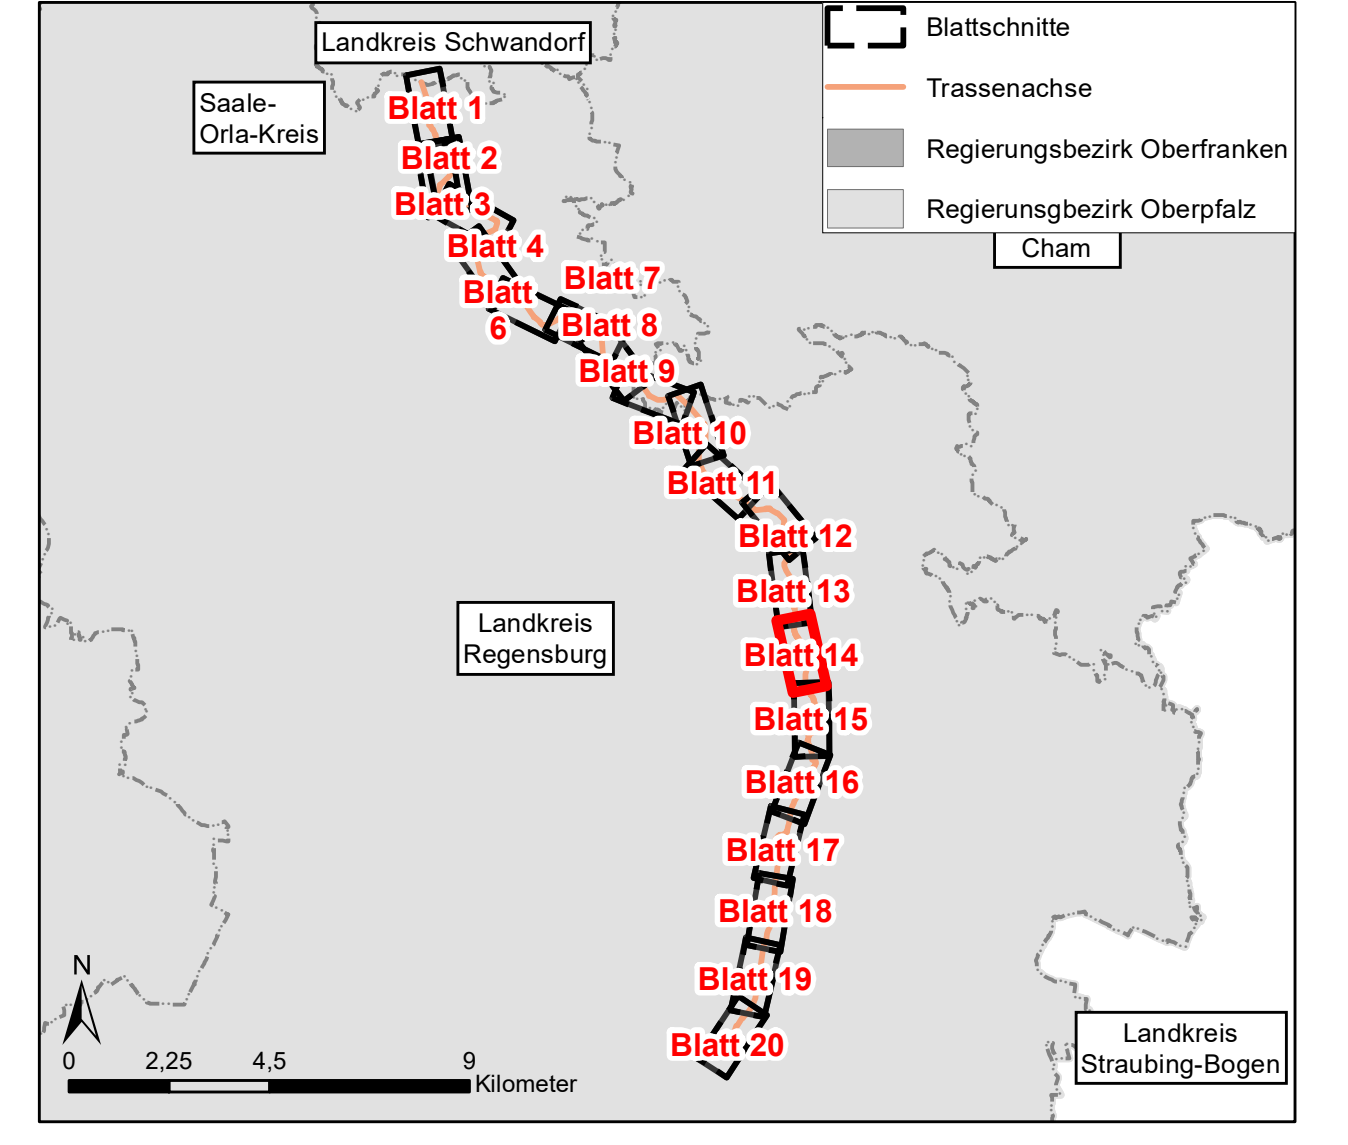 Landkreis Schwandorf
Saale-
Orla-Kreis
Blattschnitte
Trassenachse
Regierungsbezirk Oberfranken
Regierunsgbezirk Oberpfalz
Cham
Blatt 1
Blatt 2
Blatt 3
Blatt 4
Blatt
6
Blatt 7
Blatt 8
Blatt 9
Blatt 10
Blatt 11
Blatt 12
Blatt 13
Landkreis
Regensburg
Blatt 14
Blatt 15
Blatt 16
Blatt 17
Blatt 18
Blatt 19
Blatt 20
N
0 2,25 4,5 9
Kilometer
Landkreis
Straubing-Bogen